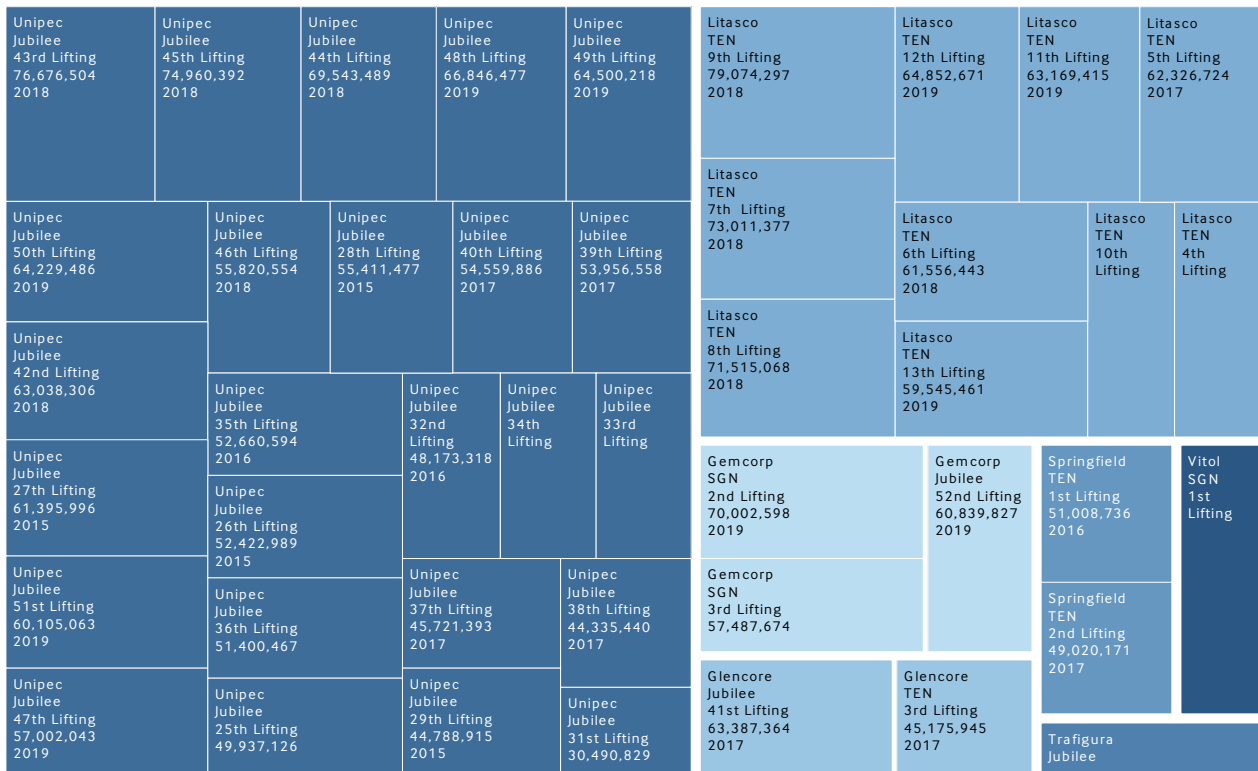 Unipec
Jubilee
43rd Lifting
76,676,504
2018
Unipec
Jubilee
45th Lifting
74,960,392
2018
Unipec
Jubilee
44th Lifting
69,543,489
2018
Unipec
Jubilee
48th Lifting
66,846,477
2019
Unipec
Jubilee
49th Lifting
64,500,218
2019
Unipec
Jubilee
50th Lifting
64,229,486
2019
Unipec
Jubilee
42nd Lifting
63,038,306
2018
Unipec
Jubilee
27th Lifting
61,395,996
2015
Unipec
Jubilee
51st Lifting
60,105,063
2019
Unipec
Jubilee
47th Lifting
57,002,043
2019
Unipec
Jubilee
46th Lifting
55,820,554
2018
Unipec
Jubilee
28th Lifting
55,411,477
2015
Unipec
Jubilee
40th Lifting
54,559,886
2017
Unipec
Jubilee
39th Lifting
53,956,558
2017
Unipec
Jubilee
35th Lifting
52,660,594
2016
Unipec
Jubilee
26th Lifting
52,422,989
2015
Unipec
Jubilee
36th Lifting
51,400,467
Unipec
Jubilee
25th Lifting
49,937,126
Unipec
Jubilee
32nd
Lifting
48,173,318
2016
Unipec
Jubilee
34th
Lifting
Unipec
Jubilee
33rd
Lifting
Unipec
Jubilee
37th Lifting
45,721,393
2017
Unipec
Jubilee
29th Lifting
44,788,915
2015
Unipec
Jubilee
38th Lifting
44,335,440
2017
Unipec
Jubilee
31st Lifting
30,490,829
Litasco
TEN
9th Lifting
79,074,297
2018
Litasco
TEN
7th Lifting
73,011,377
2018
Litasco
TEN
8th Lifting
71,515,068
2018
Litasco
TEN
12th Lifting
64,852,671
2019
Litasco
TEN
11th Lifting
63,169,415
2019
Litasco
TEN
5th Lifting
62,326,724
2017
Litasco
TEN
6th Lifting
61,556,443
2018
Litasco
TEN
13th Lifting
59,545,461
2019
Litasco
TEN
10th
Lifting
Litasco
TEN
4th
Lifting
Gemcorp
SGN
2nd Lifting
70,002,598
2019
Gemcorp
SGN
3rd Lifting
57,487,674
Gemcorp
Jubilee
52nd Lifting
60,839,827
2019
Glencore
Jubilee
41st Lifting
63,387,364
2017
Glencore
TEN
3rd Lifting
45,175,945
2017
Springfield
TEN
1st Lifting
51,008,736
2016
Springfield
TEN
2nd Lifting
49,020,171
2017
Vitol
SGN
1st
Lifting
Trafigura
Jubilee